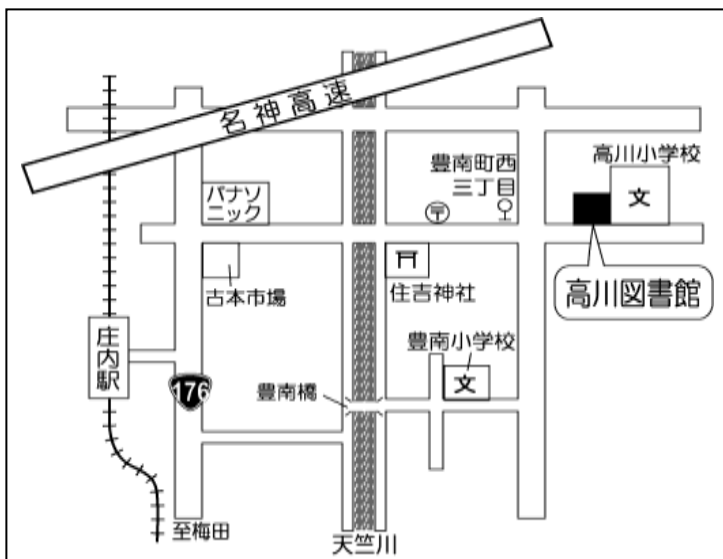 名神高速
豊南町西
三丁目
高川小学校
文
パナソ
ニック
〒
古本市場
住吉神社
高川図書館
庄内駅
豊南小学校
文
176
豊南橋
至梅田
天竺川